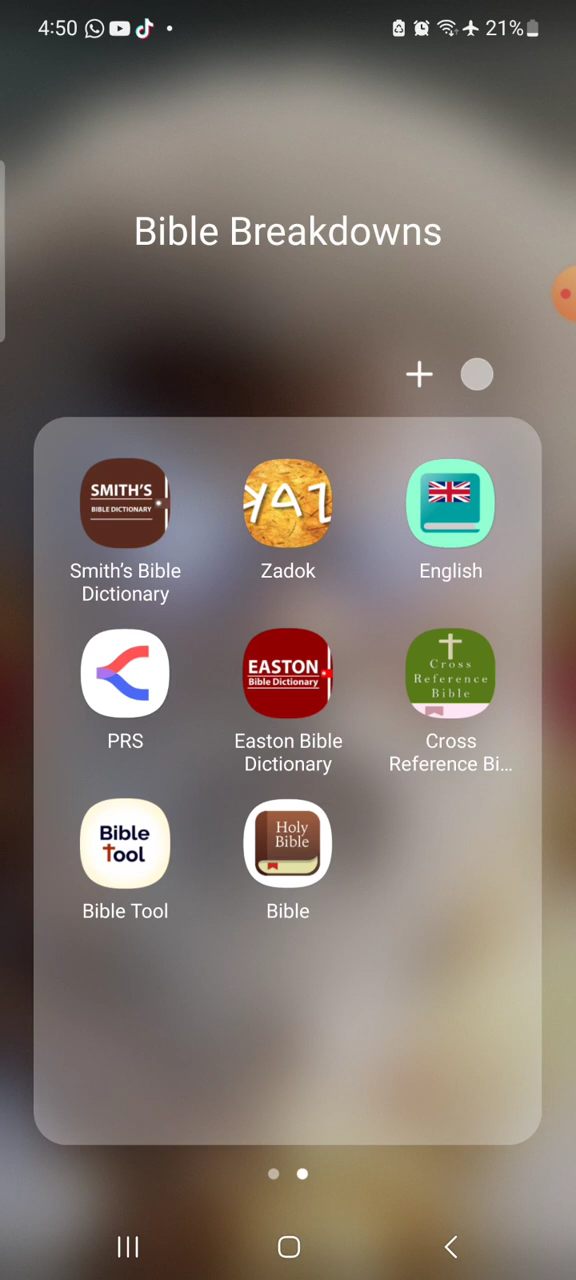 4:50
21%
Bible Breakdowns
SMITH'S
BIBLE DICTIONARY
Smith's Bible
Dictionary
Zadok
English
PRS
EASTON
Bible Dictionary
Easton Bible
Dictionary
Cross
Reference
Bible
Cross
Reference Bi...
Bible
Tool
Bible Tool
Holy
Bible
Bible